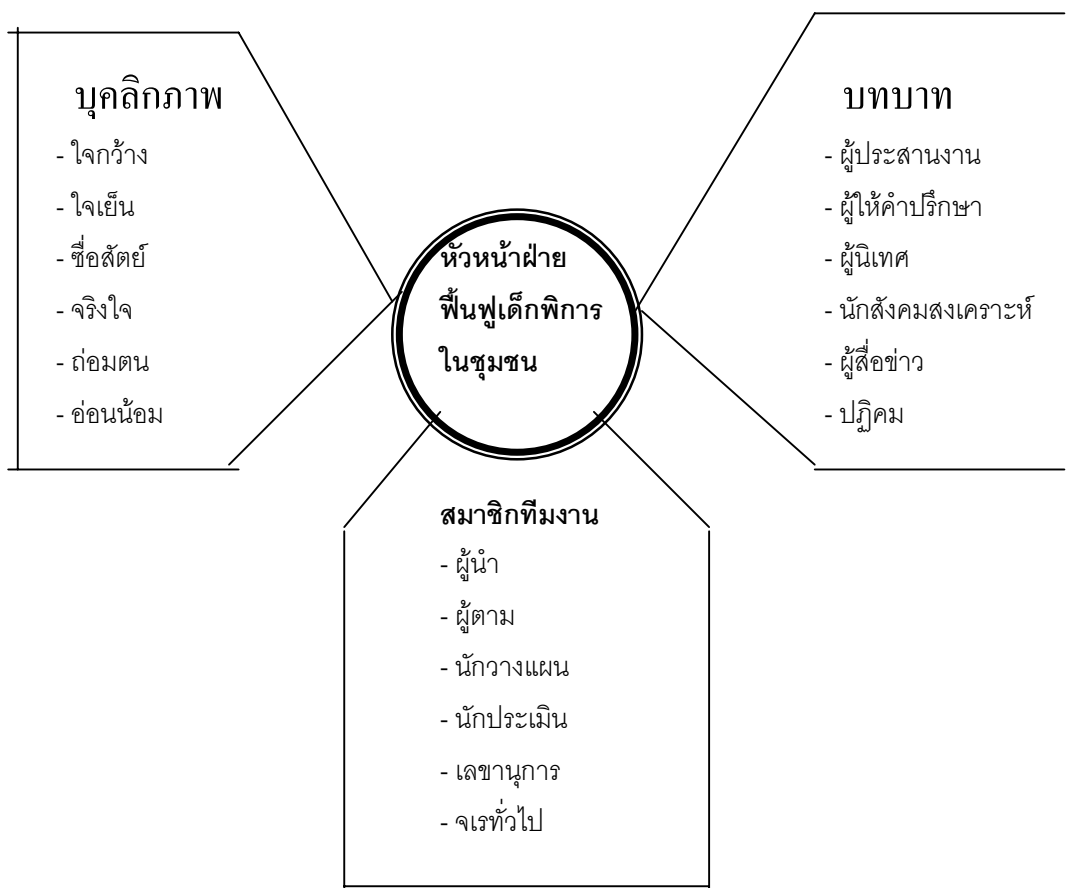 บุคลิกภาพ
- ใจกว้าง
- ใจเย็น
- ซื่อสัตย์
- จริงใจ
- ถ่อมตน
- อ่อนน้อม
หัวหน้าฝ่าย
ฟื้นฟูเด็กพิการ
ในชุมชน
บทบาท
- ผู้ประสานงาน
- ผู้ให้คำปรึกษา
- ผู้นิเทศ
- นักสังคมสงเคราะห์
- ผู้สื่อข่าว
- ปฏิคม
สมาชิกทีมงาน
- ผู้นำ
- ผู้ตาม
- นักวางแผน
- นักประเมิน
- เลขานุการ
- จเรทั่วไป